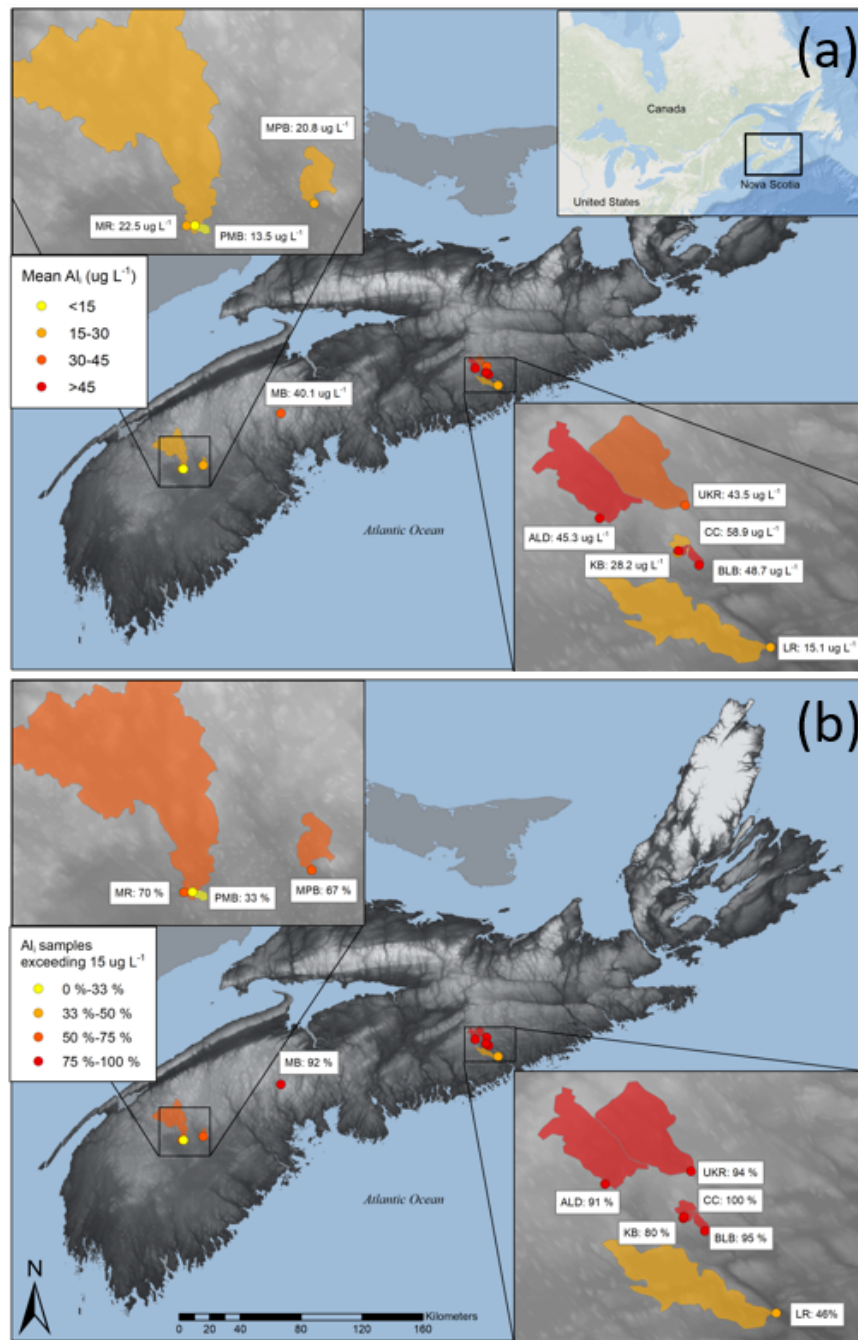 (a)
Canada
United States
Nova Scotia
MPB: 20.8 ug L-1
MR: 22.5 ug L-1
PMB: 13.5 ug L-1
Mean Ali (ug L-1)
<15
15-30
30-45
>45
MB: 40.1 ug L-1
Atlantic Ocean
UKR: 43.5 ug L-1
ALD: 45.3 ug L-1
CC: 58.9 ug L-1
KB: 28.2 ug L-1
BLB: 48.7 ug L-1
LR: 15.1 ug L-1
(b)
MR: 70 %
PMB: 33 %
MPB: 67 %
Ali samples
exceeding 15 ug L-1
0 %-33 %
33 %-50 %
50 %-75 %
75 %-100 %
MB: 92 %
Atlantic Ocean
UKR: 94 %
ALD: 91 %
CC: 100 %
KB: 80 %
BLB: 95 %
LR: 46%
N
Kilometers
0 20 40 80 120 160